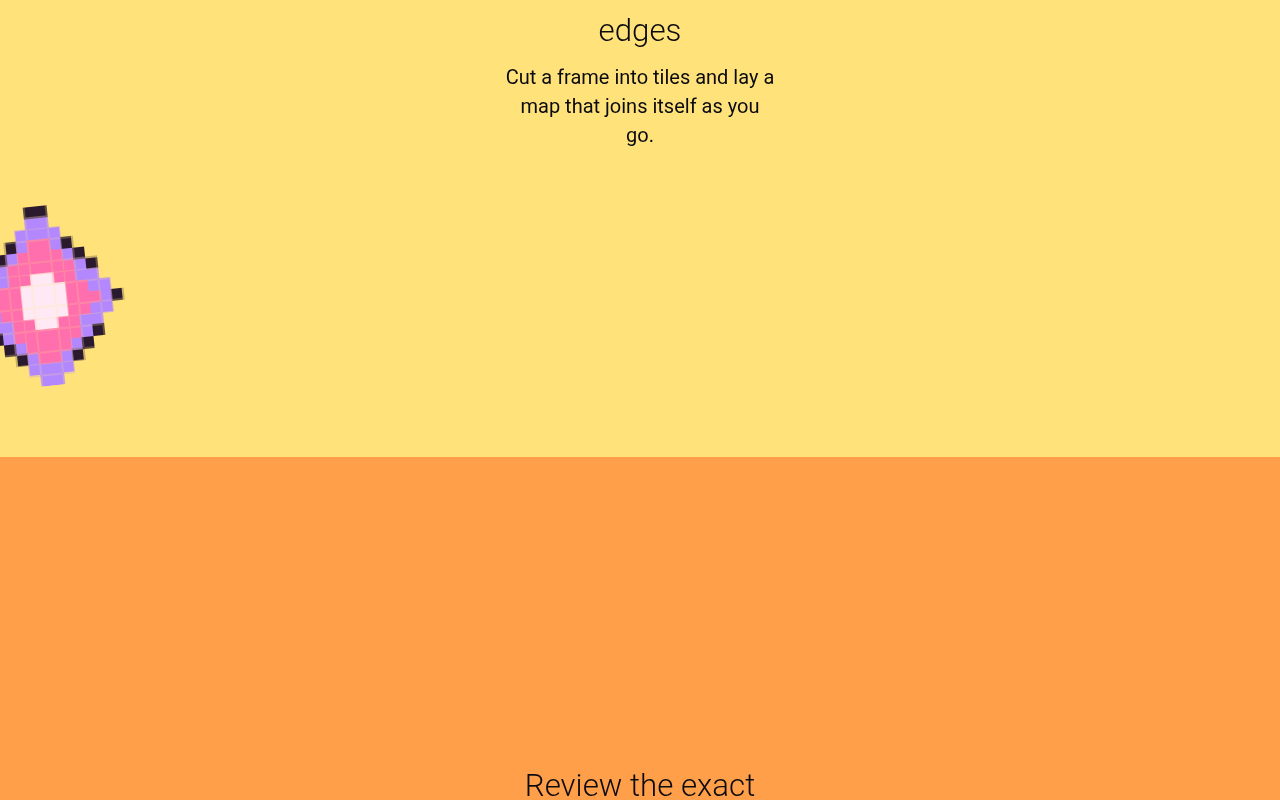 edges
Cut a frame into tiles and lay a
map that joins itself as you
go.
Review the exact